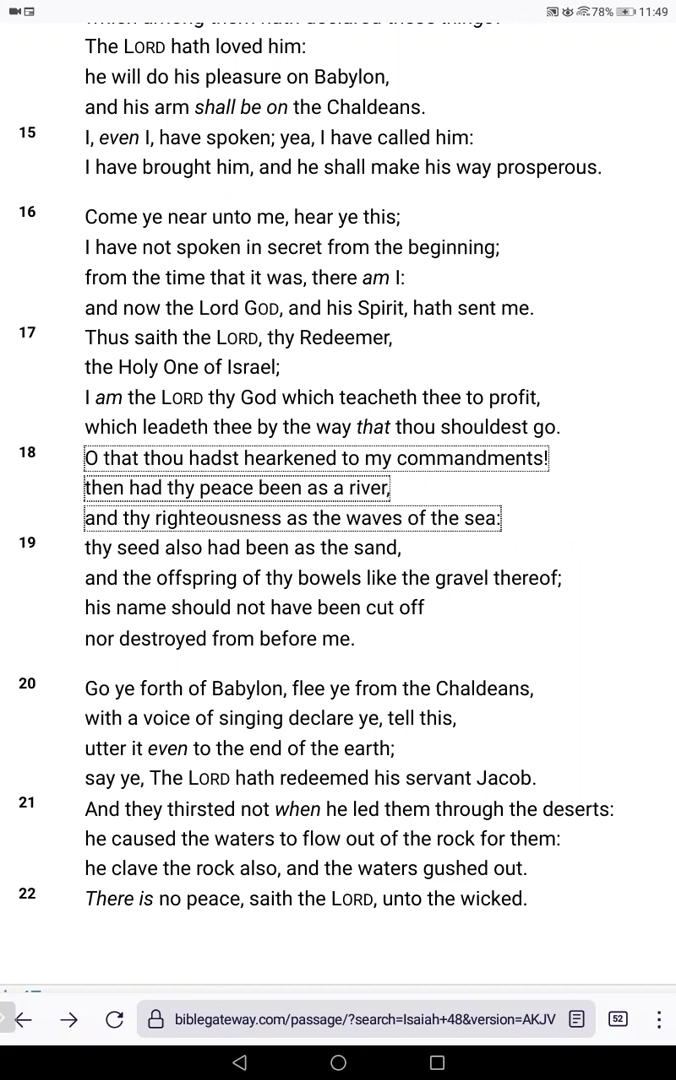 78% 11:49
which among them hath declared these things?
The LORD hath loved him:
he will do his pleasure on Babylon,
and his arm shall be on the Chaldeans.
15 I, even I, have spoken; yea, I have called him:
I have brought him, and he shall make his way prosperous.
16 Come ye near unto me, hear ye this;
I have not spoken in secret from the beginning;
from the time that it was, there am I:
and now the Lord GOD, and his Spirit, hath sent me.
17 Thus saith the LORD, thy Redeemer,
the Holy One of Israel;
I am the LORD thy God which teacheth thee to profit,
which leadeth thee by the way that thou shouldest go.
18 O that thou hadst hearkened to my commandments!
then had thy peace been as a river,
and thy righteousness as the waves of the sea:
19 thy seed also had been as the sand,
and the offspring of thy bowels like the gravel thereof;
his name should not have been cut off
nor destroyed from before me.
20 Go ye forth of Babylon, flee ye from the Chaldeans,
with a voice of singing declare ye, tell this,
utter it even to the end of the earth;
say ye, The LORD hath redeemed his servant Jacob.
21 And they thirsted not when he led them through the deserts:
he caused the waters to flow out of the rock for them:
he clave the rock also, and the waters gushed out.
22 There is no peace, saith the LORD, unto the wicked.
biblegateway.com/passage/?search=Isaiah+48&version=AKJV 52